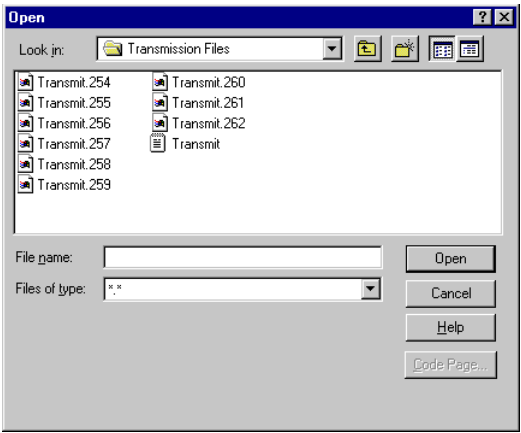 Open
Look in: Transmission Files
Transmit.254 Transmit.260
Transmit.255 Transmit.261
Transmit.256 Transmit.262
Transmit.257 Transmit
Transmit.258
Transmit.259
File name: Open
Files of type: *.* Cancel
Help
Code Page...